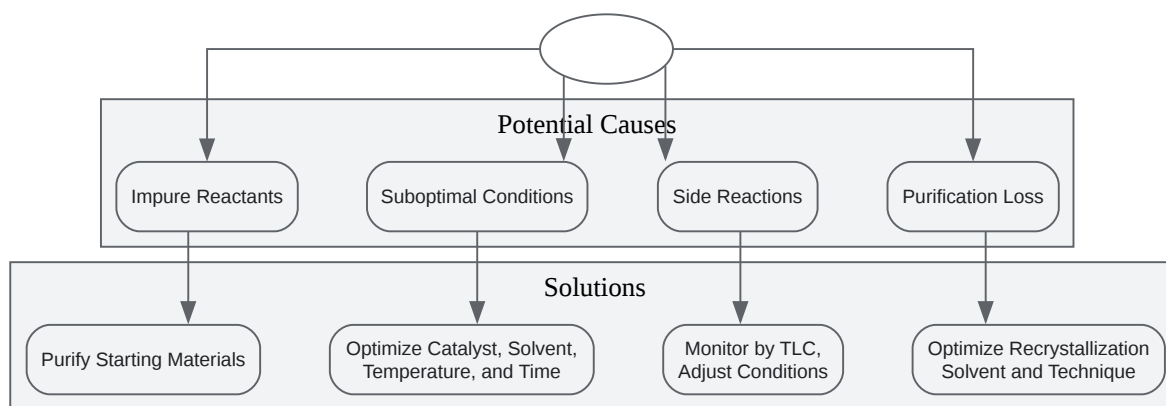 Potential Causes
Impure Reactants
Suboptimal Conditions
Side Reactions
Purification Loss
Solutions
Purify Starting Materials
Optimize Catalyst, Solvent,
Temperature, and Time
Monitor by TLC,
Adjust Conditions
Optimize Recrystallization
Solvent and Technique